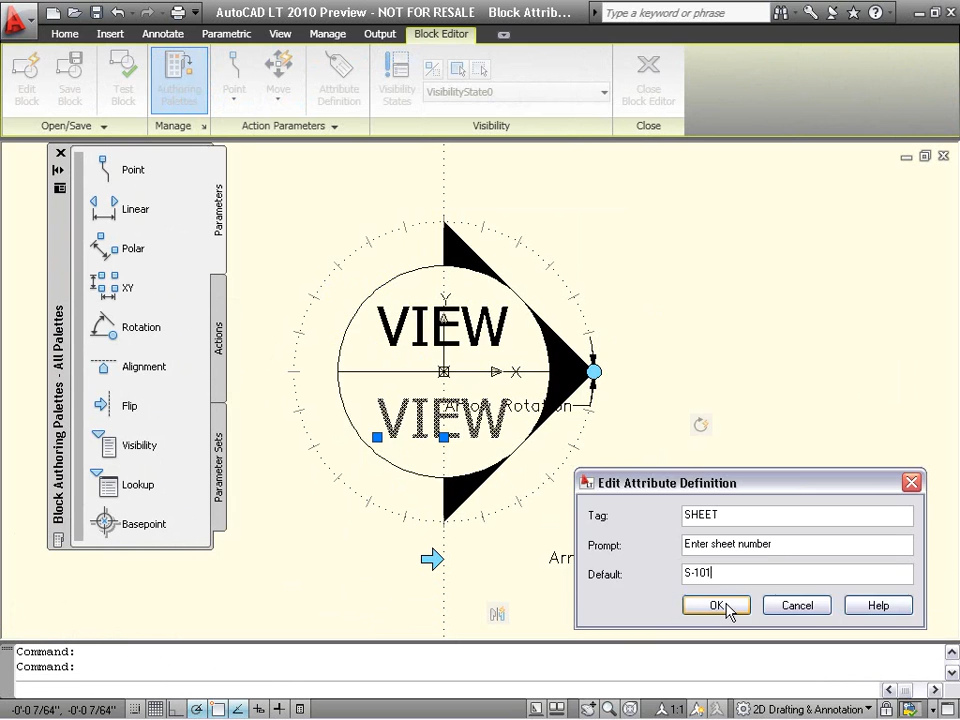 AutoCAD LT 2010 Preview - NOT FOR RESALE Block Attrib...
Type a keyword or phrase
Home Insert Annotate Parametric View Manage Output Block Editor
Edit Block
Save Block
Test Block
Authoring Palettes
Point
Move
Attribute Definition
Visibility States
VisibilityState0
Close Block Editor
Open/Save
Manage
Action Parameters
Visibility
Close
Block Authoring Palettes - All Palettes
Point
Linear
Polar
XY
Rotation
Alignment
Flip
Visibility
Lookup
Basepoint
Parameters
Actions
Parameter Sets
VIEW
Y
X
VIEW
Arrow Rotation
Arr
Edit Attribute Definition
Tag: SHEET
Prompt: Enter sheet number
Default: S-101
OK Cancel Help
Command:
Command:
-0'-0 7/64", -0'-0 7/64"
1:1
2D Drafting & Annotation